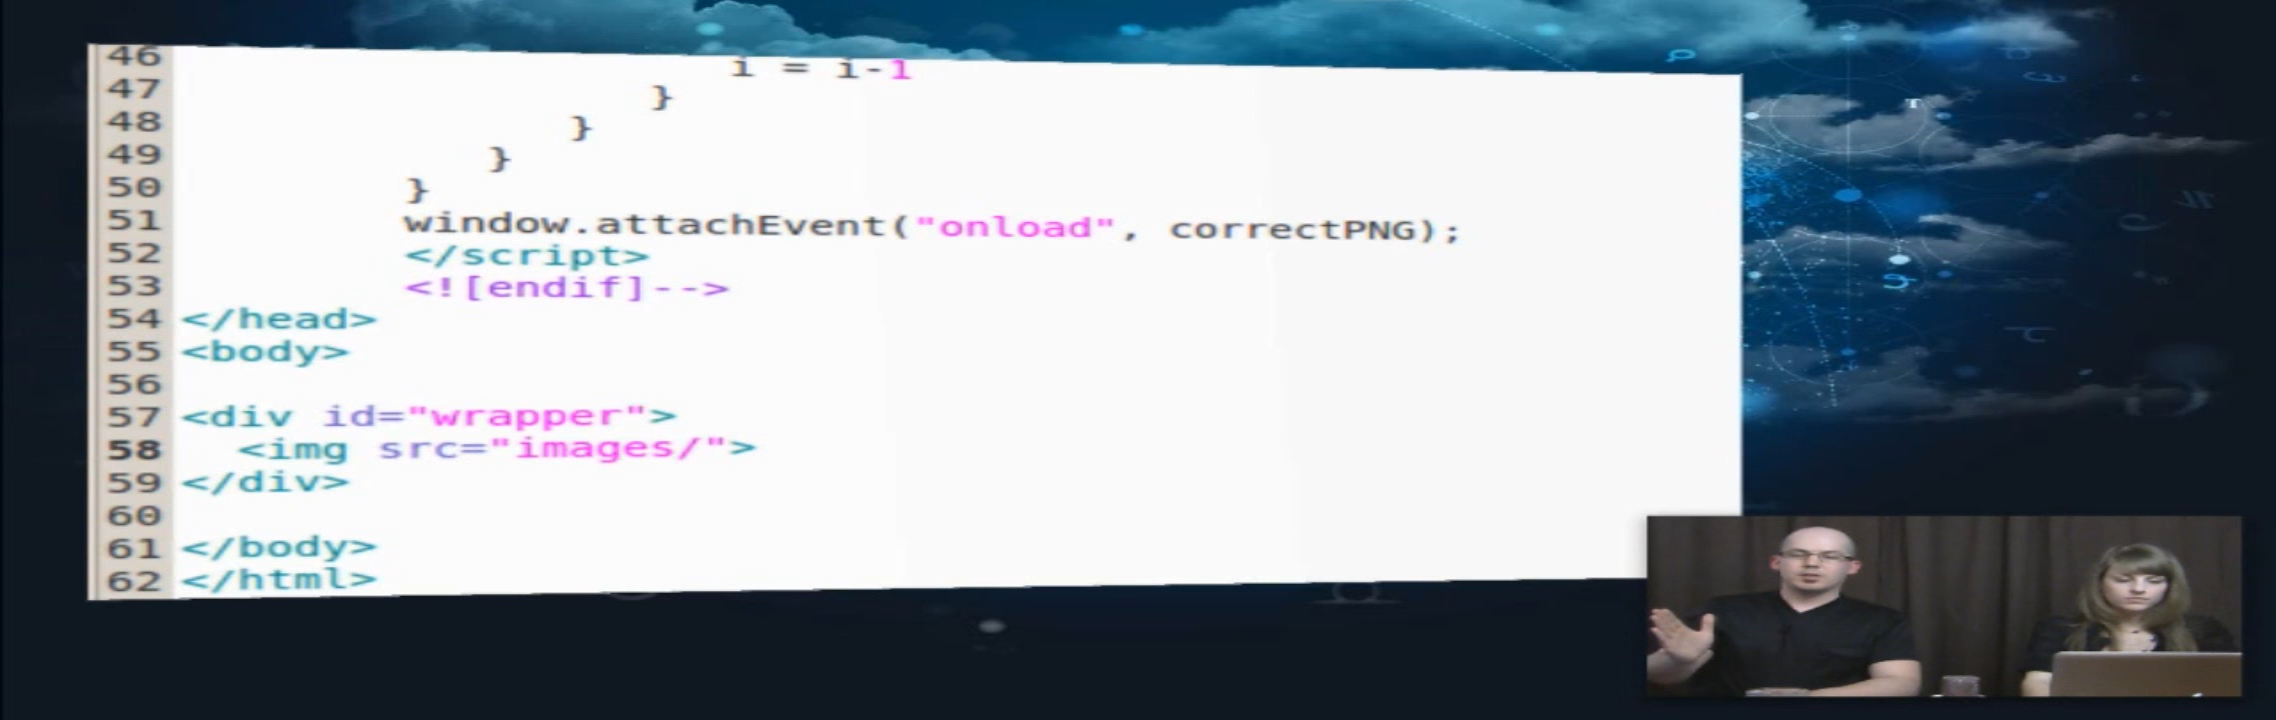 46 i = i-1
47 }
48 }
49 }
50 }
51 window.attachEvent("onload", correctPNG);
52 </script>
53 <![endif]-->
54 </head>
55 <body>
56
57 <div id="wrapper">
58 <img src="images/">
59 </div>
60
61 </body>
62 </html>